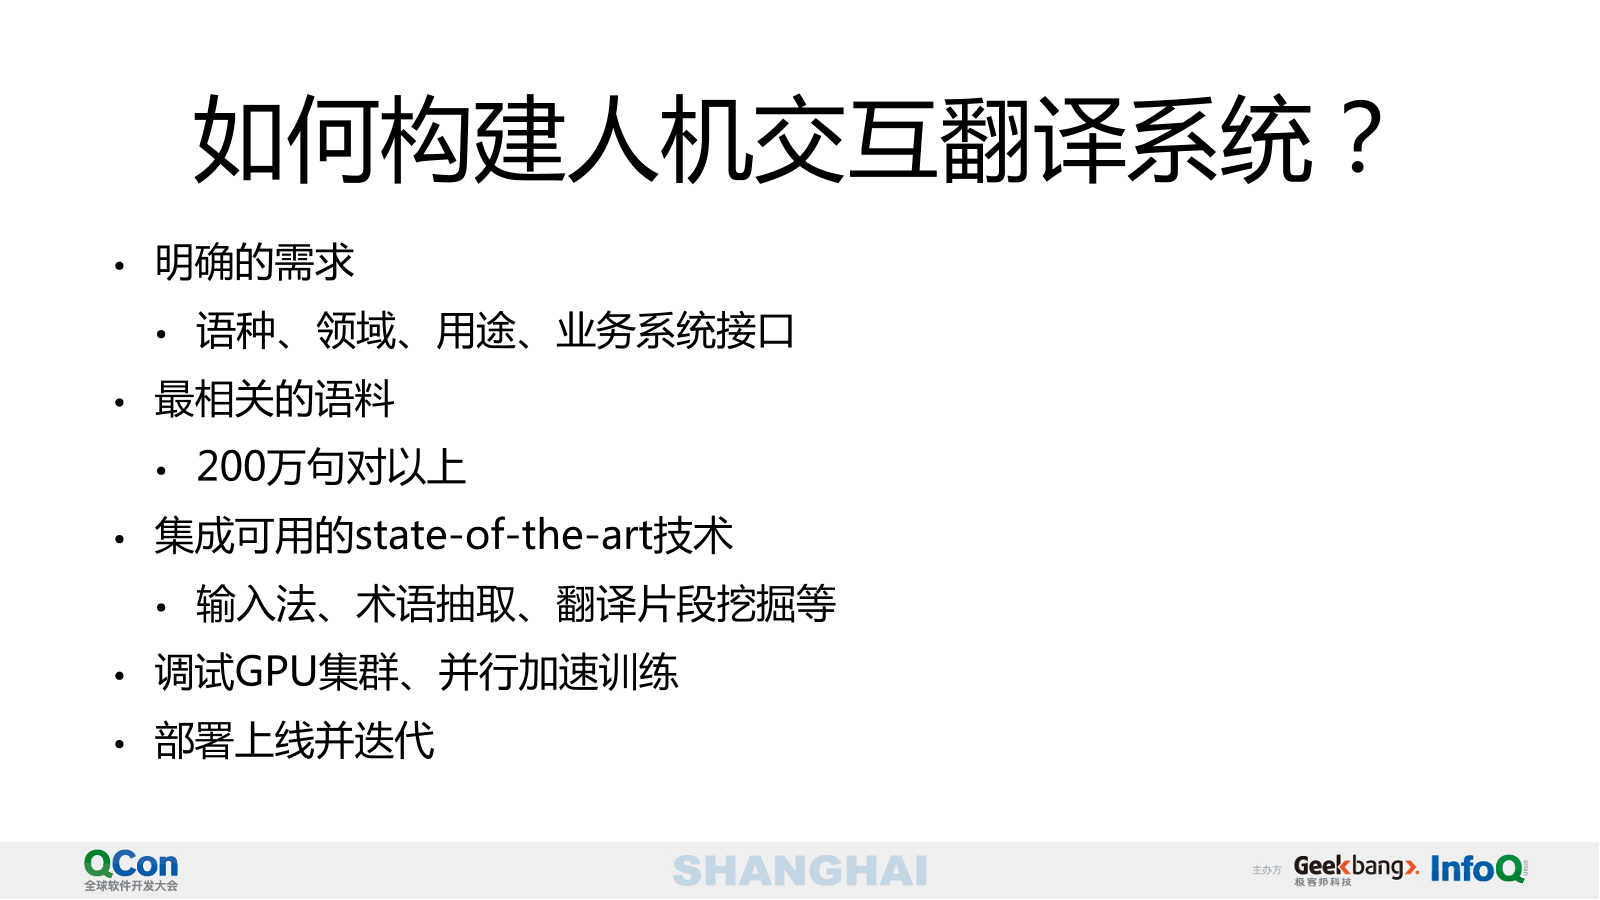 如何构建人机交互翻译系统？
• 明确的需求
• 语种、领域、用途、业务系统接口
• 最相关的语料
• 200万句对以上
• 集成可用的state-of-the-art技术
• 输入法、术语抽取、翻译片段挖掘等
• 调试GPU集群、并行加速训练
• 部署上线并迭代
QCon
全球软件开发大会
SHANGHAI
主办方
Geekbang>.
极客邦科技
InfoQ